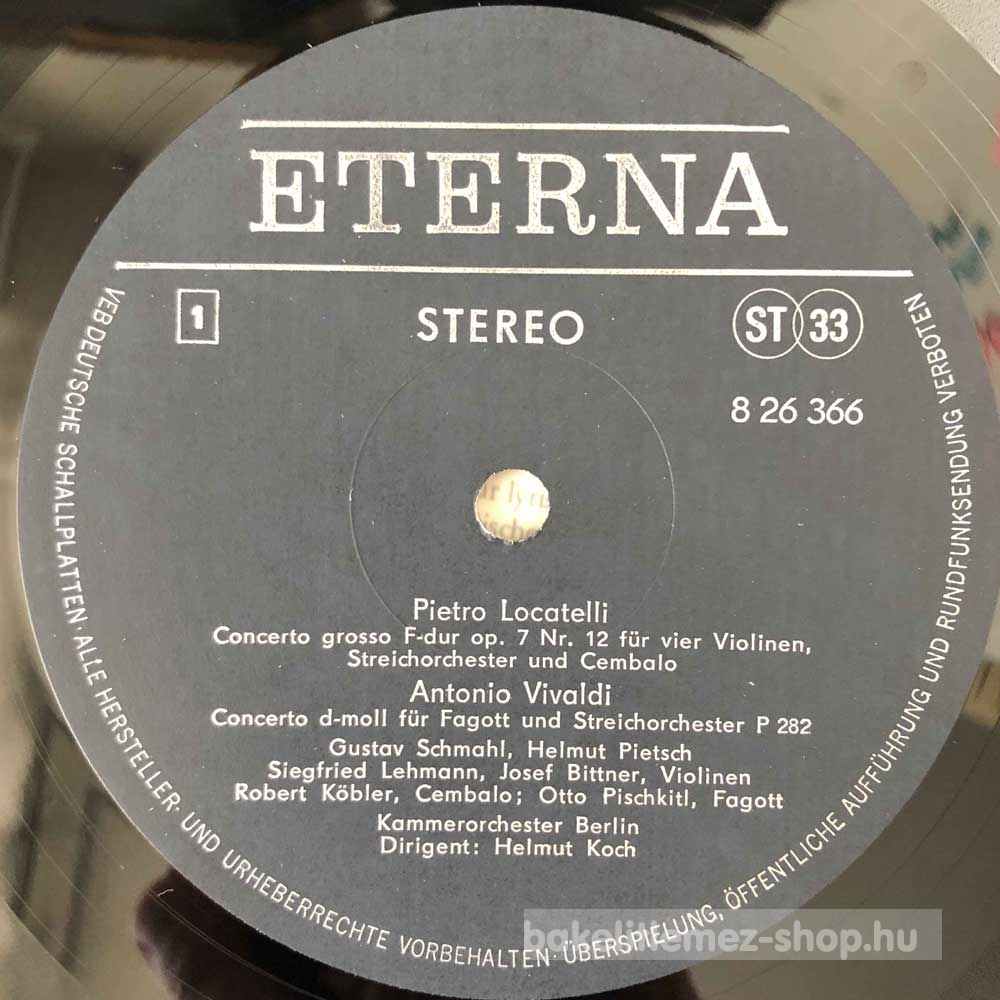 ETERNA
1
STEREO
ST 33
8 26 366
Pietro Locatelli
Concerto grosso F-dur op. 7 Nr. 12 für vier Violinen,
Streichorchester und Cembalo
Antonio Vivaldi
Concerto d-moll für Fagott und Streichorchester P 282
Gustav Schmahl, Helmut Pietsch
Siegfried Lehmann, Josef Bittner, Violinen
Robert Köbler, Cembalo; Otto Pischkitl, Fagott
Kammerorchester Berlin
Dirigent: Helmut Koch
VEB DEUTSCHE SCHALLPLATTEN · ALLE HERSTELLER- UND URHEBERRECHTE VORBEHALTEN · ÜBERSPIELUNG, ÖFFENTLICHE AUFFÜHRUNG UND RUNDFUNKSENDUNG VERBOTEN
bakelitlemez-shop.hu